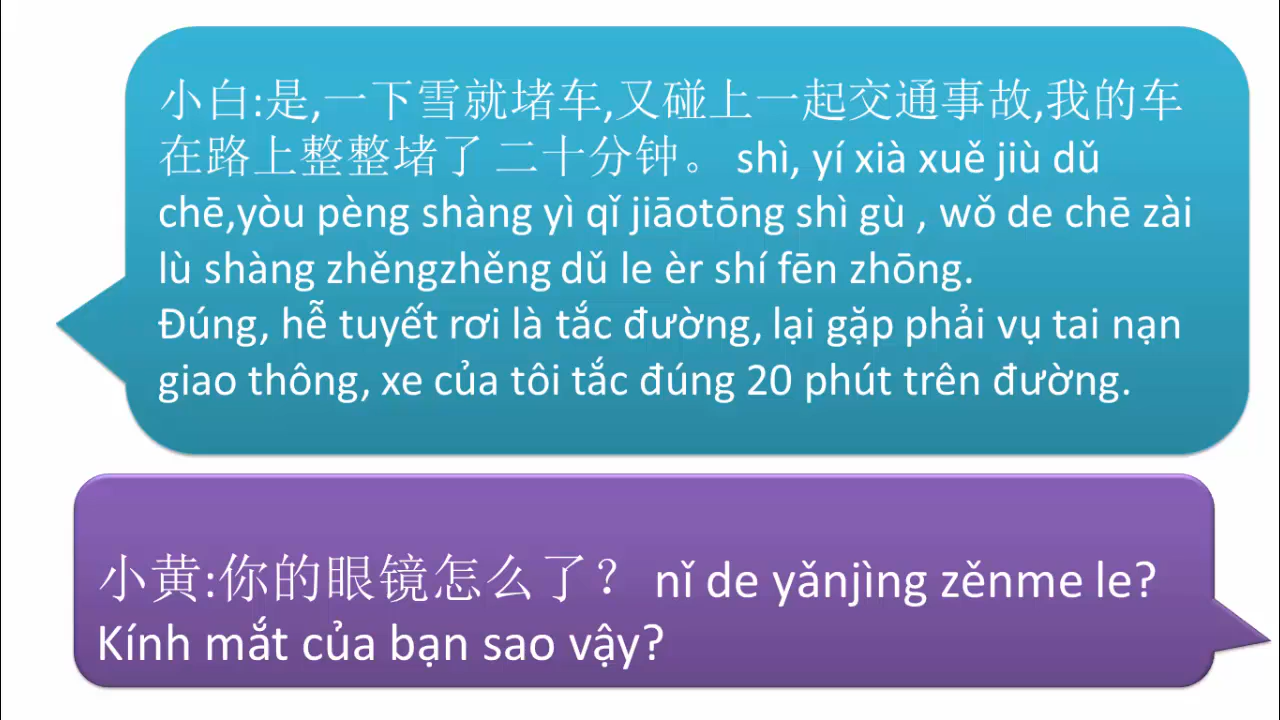 小白:是,一下雪就堵车,又碰上一起交通事故,我的车
在路上整整堵了 二十分钟。 shì, yí xià xuě jiù dǔ
chē,yòu pèng shàng yì qǐ jiāotōng shì gù , wǒ de chē zài
lù shàng zhěngzhěng dǔ le èr shí fēn zhōng.
Đúng, hễ tuyết rơi là tắc đường, lại gặp phải vụ tai nạn
giao thông, xe của tôi tắc đúng 20 phút trên đường.
小黄:你的眼镜怎么了? nǐ de yǎnjìng zěnme le?
Kính mắt của bạn sao vậy?